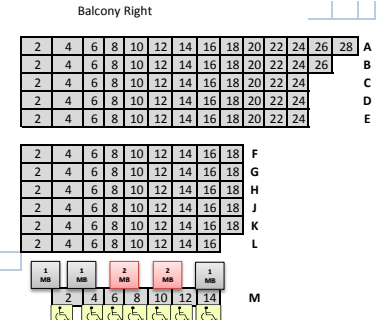 Balcony Right
2 4 6 8 10 12 14 16 18 20 22 24 26 28 A
2 4 6 8 10 12 14 16 18 20 22 24 26 B
2 4 6 8 10 12 14 16 18 20 22 24 C
2 4 6 8 10 12 14 16 18 20 22 24 D
2 4 6 8 10 12 14 16 18 20 22 24 E
2 4 6 8 10 12 14 16 18 F
2 4 6 8 10 12 14 16 18 G
2 4 6 8 10 12 14 16 18 H
2 4 6 8 10 12 14 16 18 J
2 4 6 8 10 12 14 16 18 K
2 4 6 8 10 12 14 16 L
1 1 2 2 1
MB MB MB MB MB
2 4 6 8 10 12 14 M